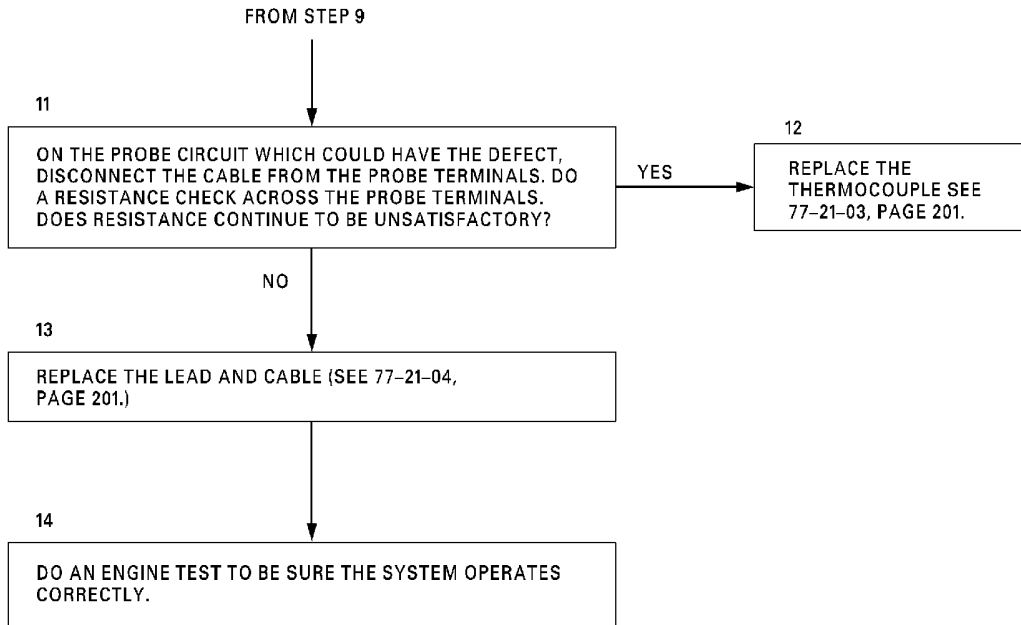 FROM STEP 9
11
ON THE PROBE CIRCUIT WHICH COULD HAVE THE DEFECT,
DISCONNECT THE CABLE FROM THE PROBE TERMINALS. DO
A RESISTANCE CHECK ACROSS THE PROBE TERMINALS.
DOES RESISTANCE CONTINUE TO BE UNSATISFACTORY?
YES
12
REPLACE THE
THERMOCOUPLE SEE
77–21–03, PAGE 201.
NO
13
REPLACE THE LEAD AND CABLE (SEE 77–21–04,
PAGE 201.)
14
DO AN ENGINE TEST TO BE SURE THE SYSTEM OPERATES
CORRECTLY.